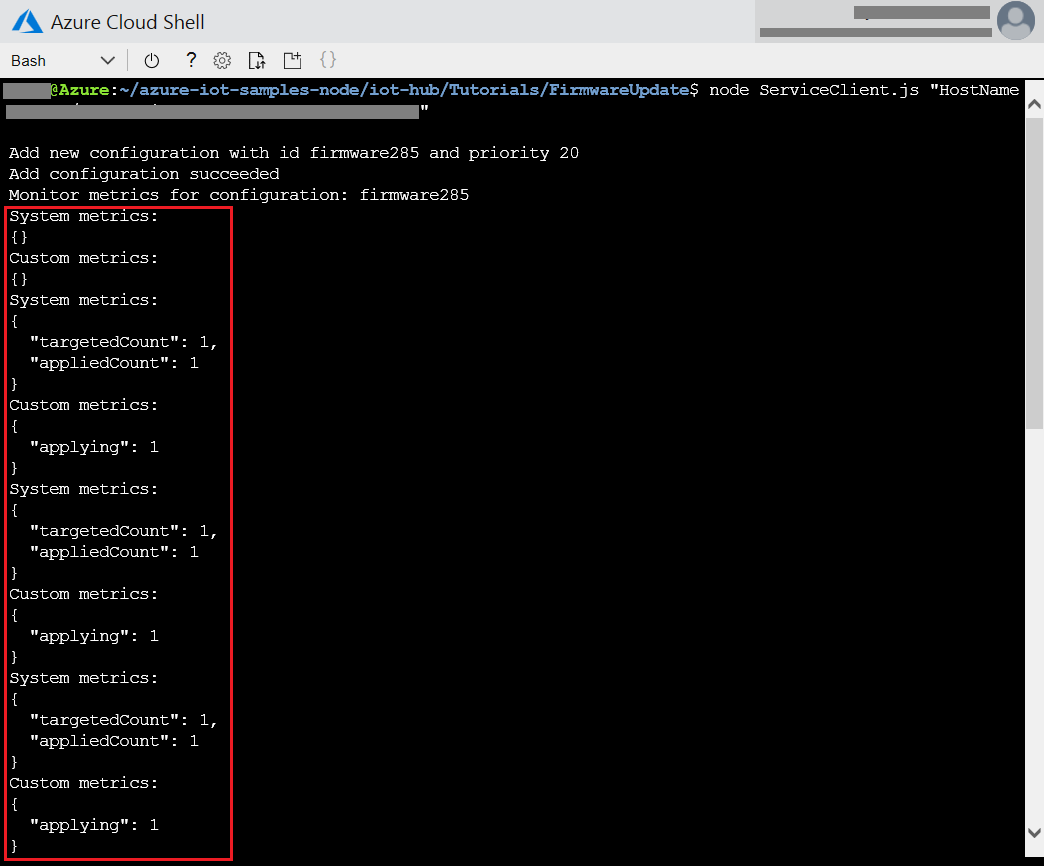 Azure Cloud Shell
Bash
?
{}
@Azure:~/azure-iot-samples-node/iot-hub/Tutorials/FirmwareUpdate$ node ServiceClient.js "HostName
"
Add new configuration with id firmware285 and priority 20
Add configuration succeeded
Monitor metrics for configuration: firmware285
System metrics:
{}
Custom metrics:
{}
System metrics:
{
  "targetedCount": 1,
  "appliedCount": 1
}
Custom metrics:
{
  "applying": 1
}
System metrics:
{
  "targetedCount": 1,
  "appliedCount": 1
}
Custom metrics:
{
  "applying": 1
}
System metrics:
{
  "targetedCount": 1,
  "appliedCount": 1
}
Custom metrics:
{
  "applying": 1
}